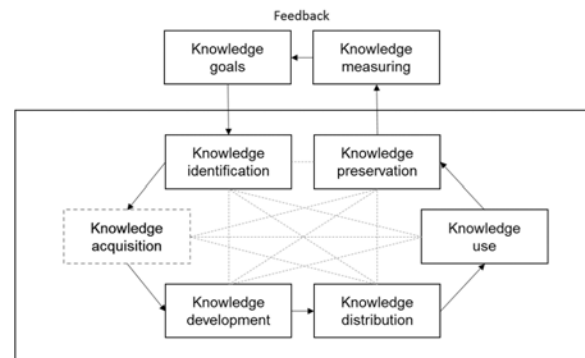 Feedback
Knowledge
goals
Knowledge
measuring
Knowledge
identification
Knowledge
preservation
Knowledge
acquisition
Knowledge
use
Knowledge
development
Knowledge
distribution